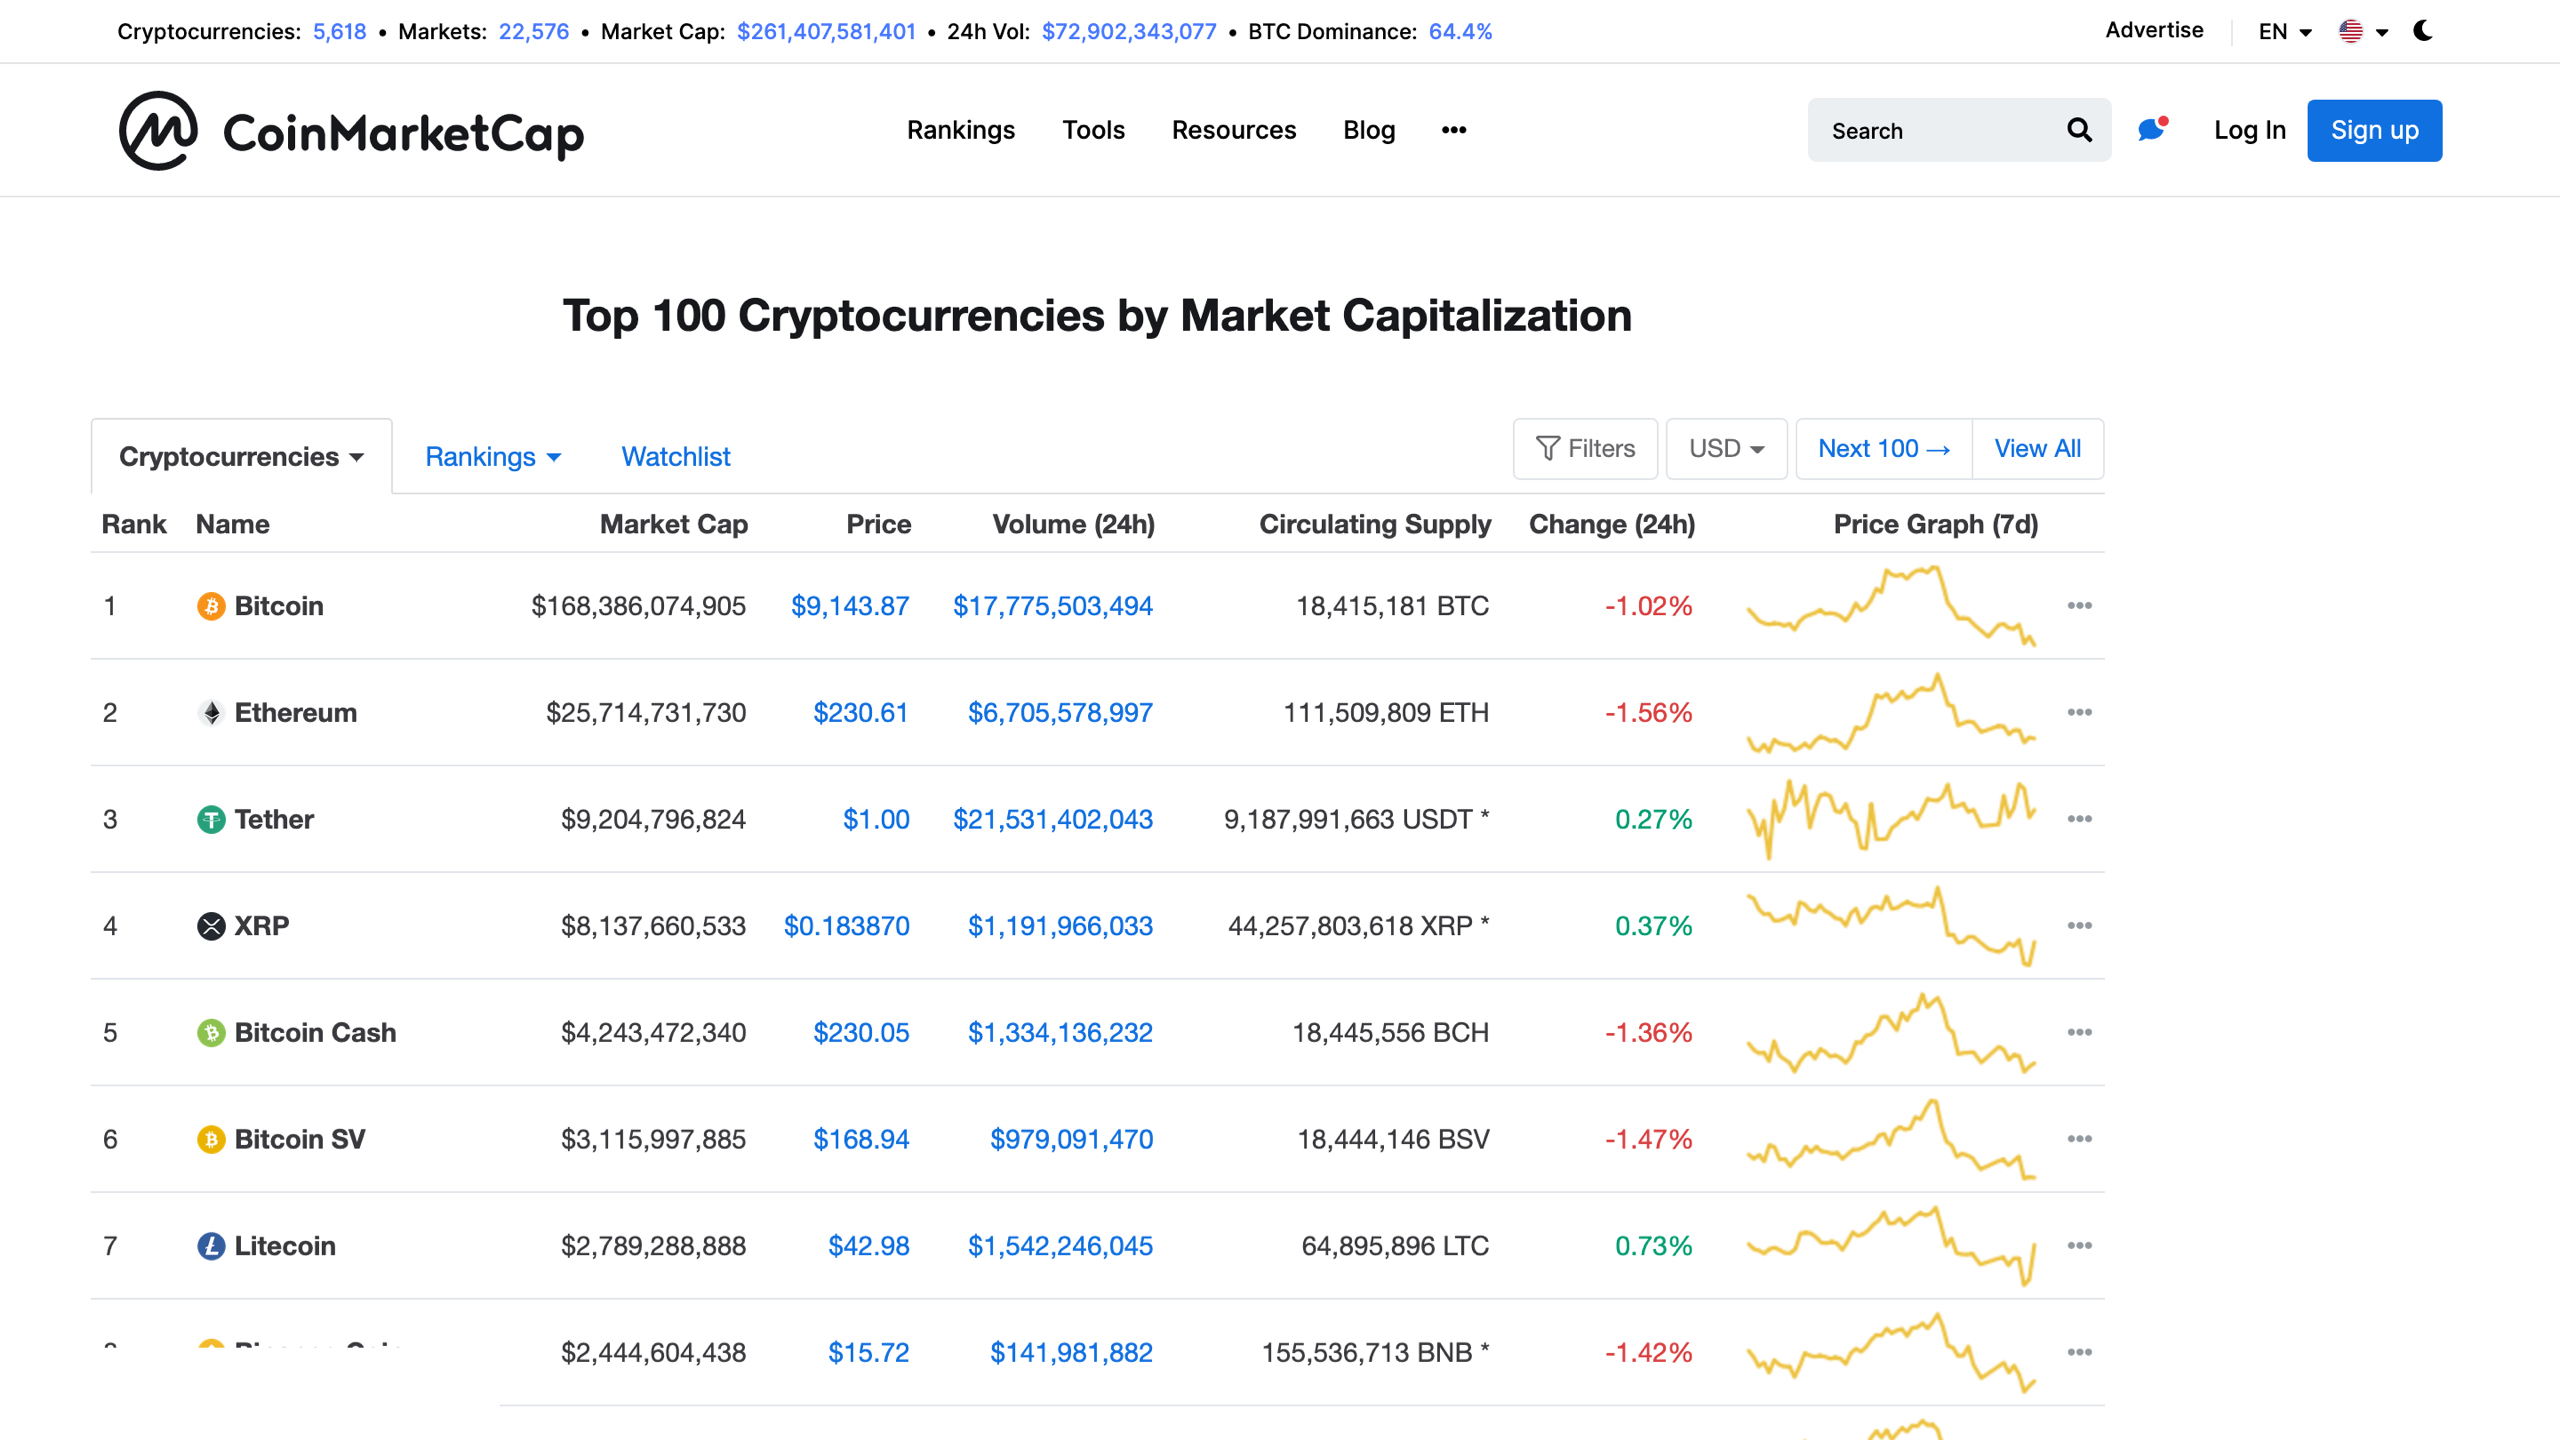 Cryptocurrencies: 5,618 • Markets: 22,576 • Market Cap: $261,407,581,401 • 24h Vol: $72,902,343,077 • BTC Dominance: 64.4% Advertise EN
CoinMarketCap Rankings Tools Resources Blog ••• Search Log In Sign up
Top 100 Cryptocurrencies by Market Capitalization
Cryptocurrencies Rankings Watchlist Filters USD Next 100 → View All
Rank Name Market Cap Price Volume (24h) Circulating Supply Change (24h) Price Graph (7d)
1 Bitcoin $168,386,074,905 $9,143.87 $17,775,503,494 18,415,181 BTC -1.02%
2 Ethereum $25,714,731,730 $230.61 $6,705,578,997 111,509,809 ETH -1.56%
3 Tether $9,204,796,824 $1.00 $21,531,402,043 9,187,991,663 USDT * 0.27%
4 XRP $8,137,660,533 $0.183870 $1,191,966,033 44,257,803,618 XRP * 0.37%
5 Bitcoin Cash $4,243,472,340 $230.05 $1,334,136,232 18,445,556 BCH -1.36%
6 Bitcoin SV $3,115,997,885 $168.94 $979,091,470 18,444,146 BSV -1.47%
7 Litecoin $2,789,288,888 $42.98 $1,542,246,045 64,895,896 LTC 0.73%
$2,444,604,438 $15.72 $141,981,882 155,536,713 BNB * -1.42%